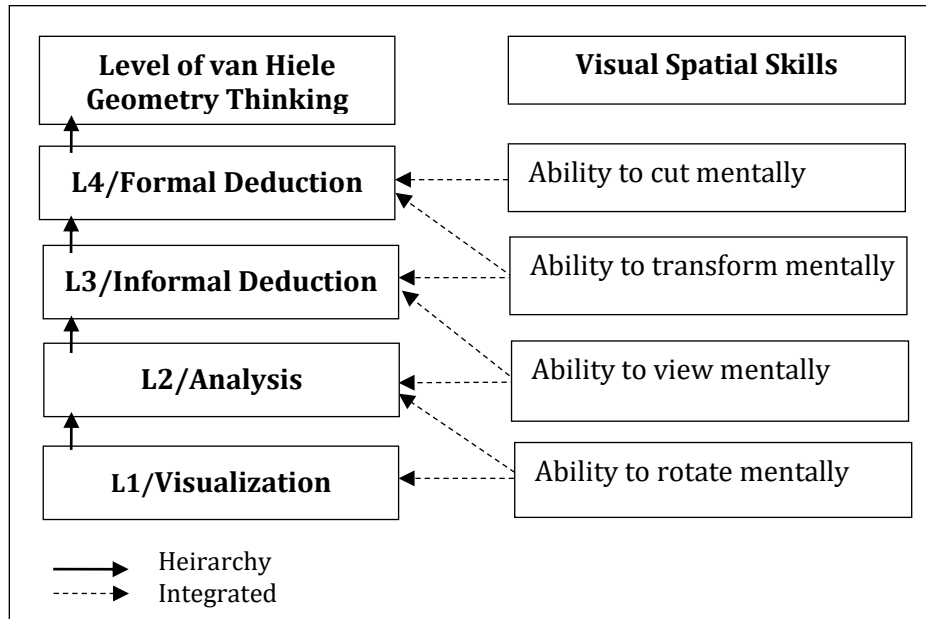 Level of van Hiele
Geometry Thinking
Visual Spatial Skills
L4/Formal Deduction
Ability to cut mentally
L3/Informal Deduction
Ability to transform mentally
L2/Analysis
Ability to view mentally
L1/Visualization
Ability to rotate mentally
Heirarchy
Integrated